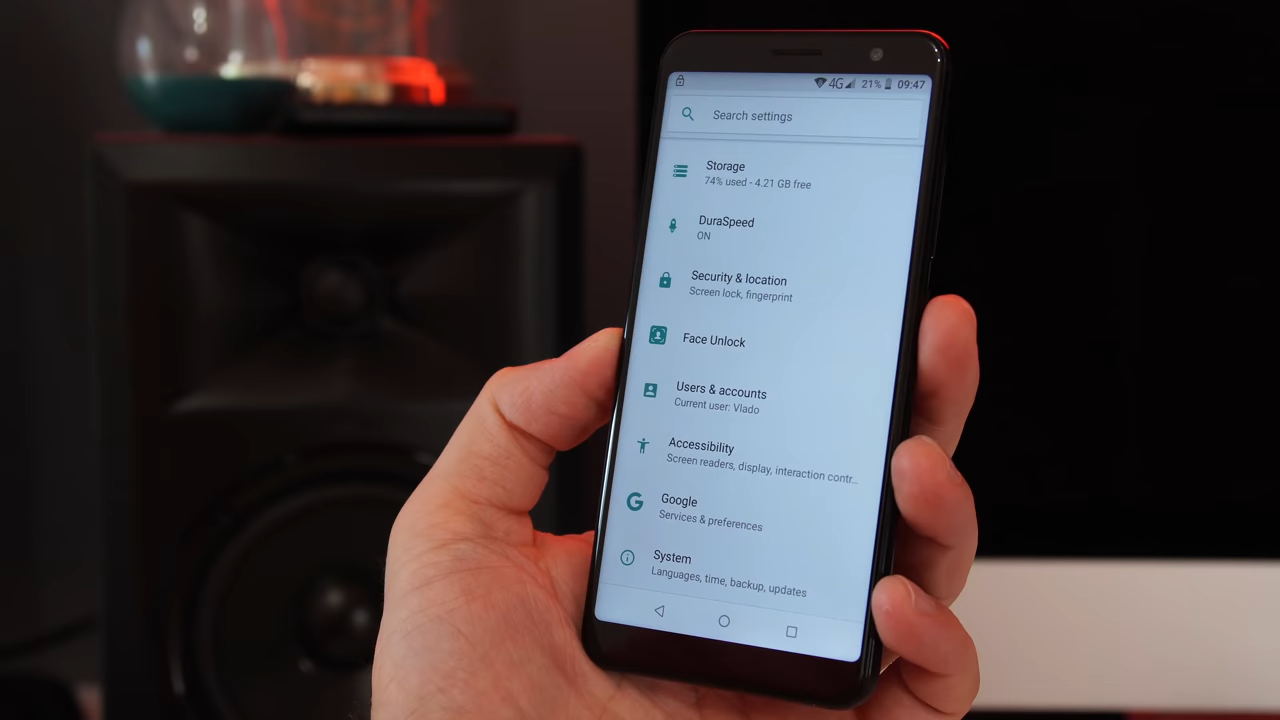 4G 21% 09:47
Search settings
Storage
74% used - 4.21 GB free
DuraSpeed
ON
Security & location
Screen lock, fingerprint
Face Unlock
Users & accounts
Current user: Vlado
Accessibility
Screen readers, display, interaction contr…
Google
Services & preferences
System
Languages, time, backup, updates